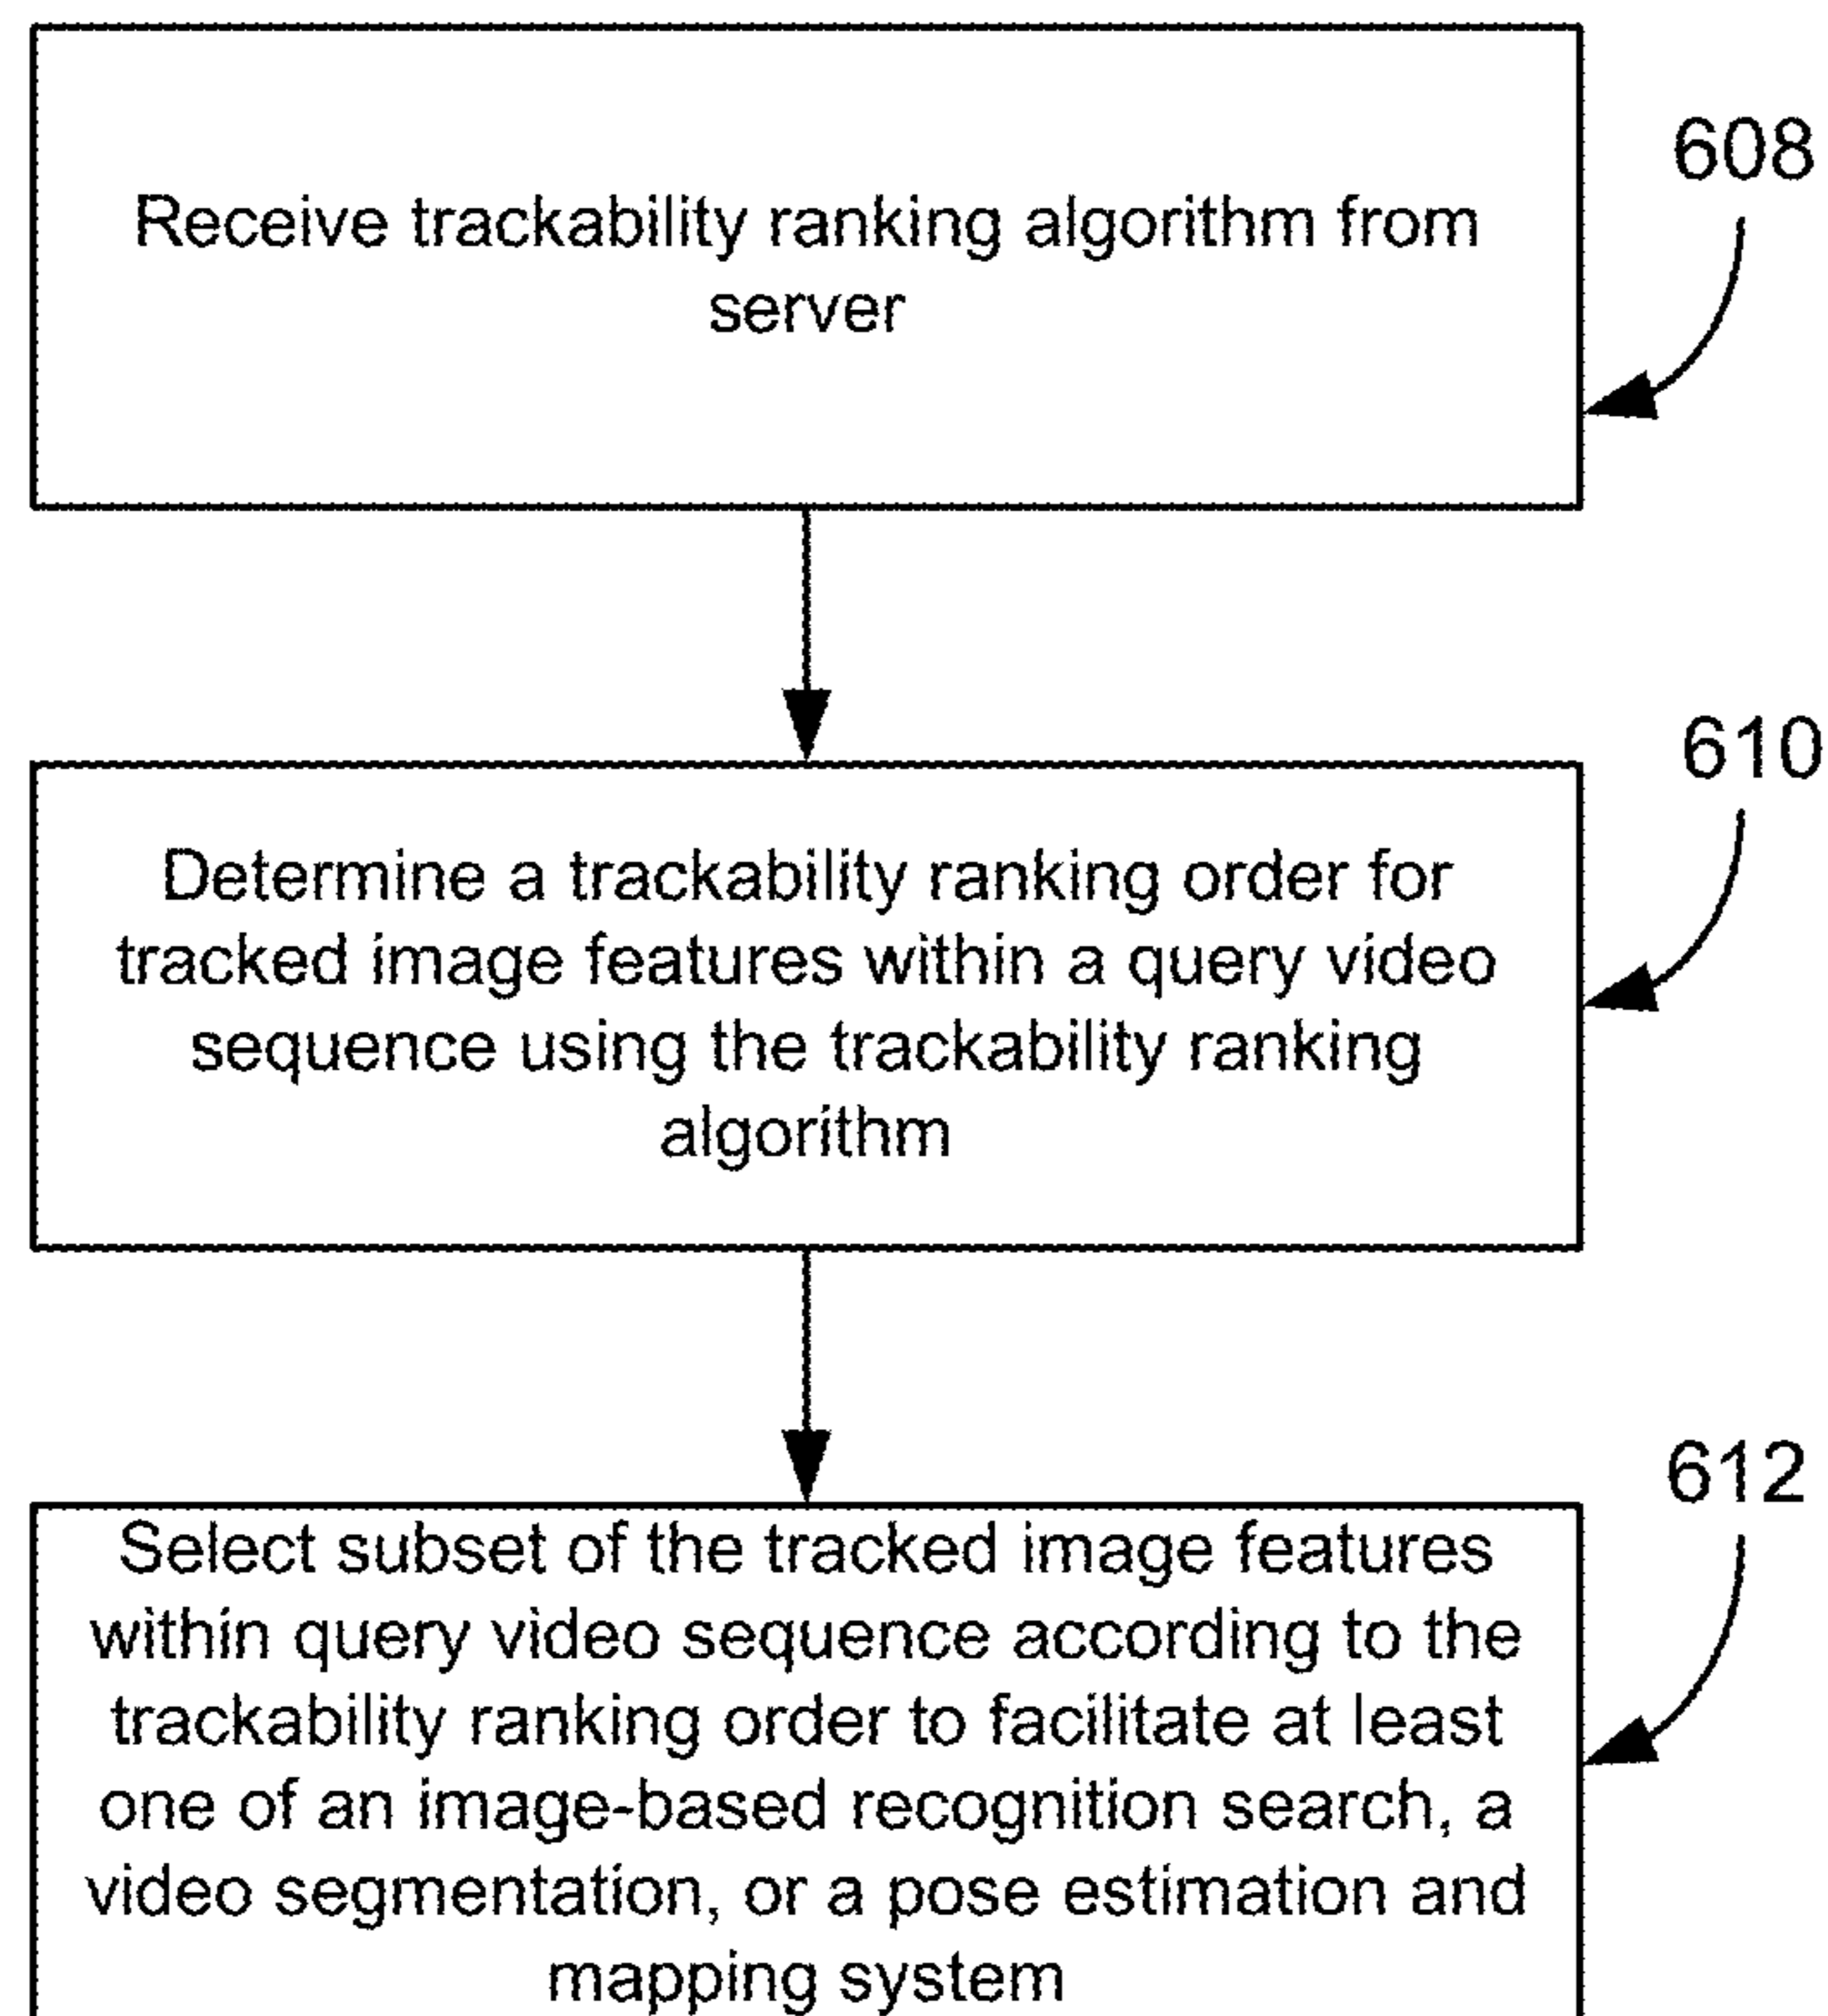 608
Receive trackability ranking algorithm from
server
610
Determine a trackability ranking order for
tracked image features within a query video
sequence using the trackability ranking
algorithm
612
Select subset of the tracked image features
within query video sequence according to the
trackability ranking order to facilitate at least
one of an image-based recognition search, a
video segmentation, or a pose estimation and
mapping system